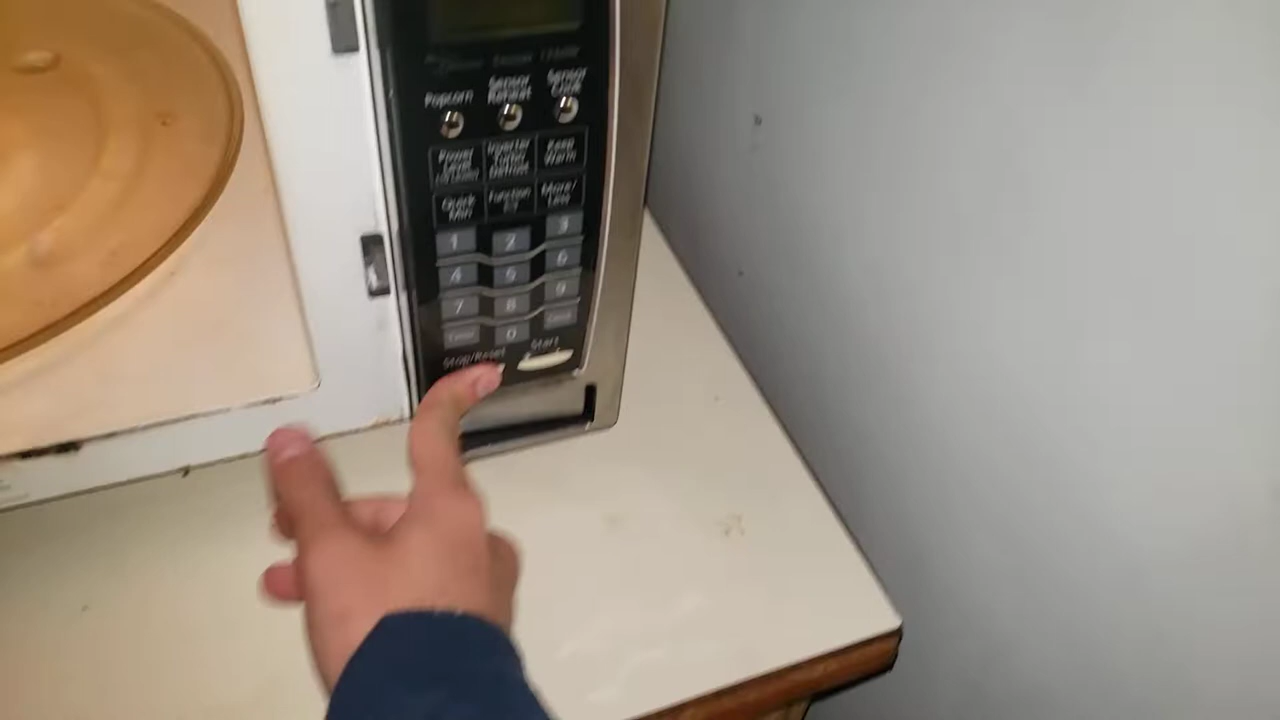 Popcorn
Sensor Reheat
Sensor Cook
Power Level
Inverter Turbo Defrost
Keep Warm
Quick Min
Function
More/Less
1 2 3
4 5 6
7 8 9
0
Stop/Reset
Start